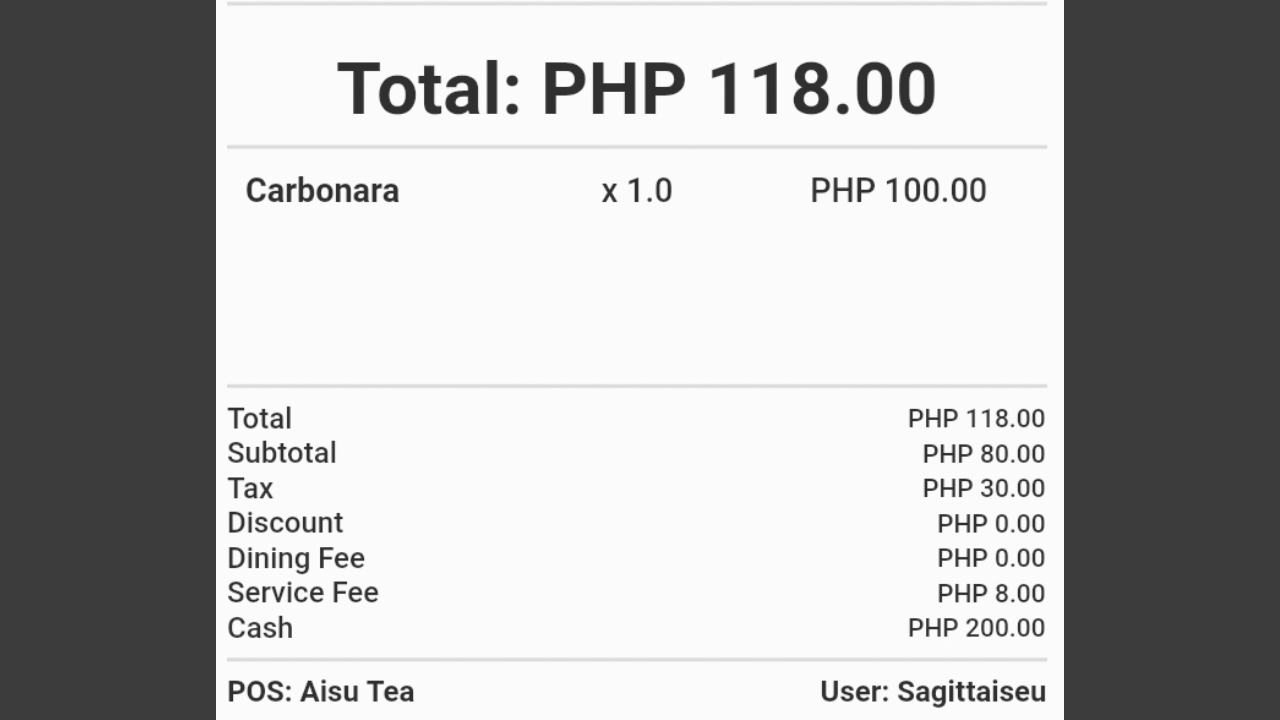 Total: PHP 118.00
Carbonara x 1.0 PHP 100.00
Total PHP 118.00
Subtotal PHP 80.00
Tax PHP 30.00
Discount PHP 0.00
Dining Fee PHP 0.00
Service Fee PHP 8.00
Cash PHP 200.00
POS: Aisu Tea User: Sagittaiseu